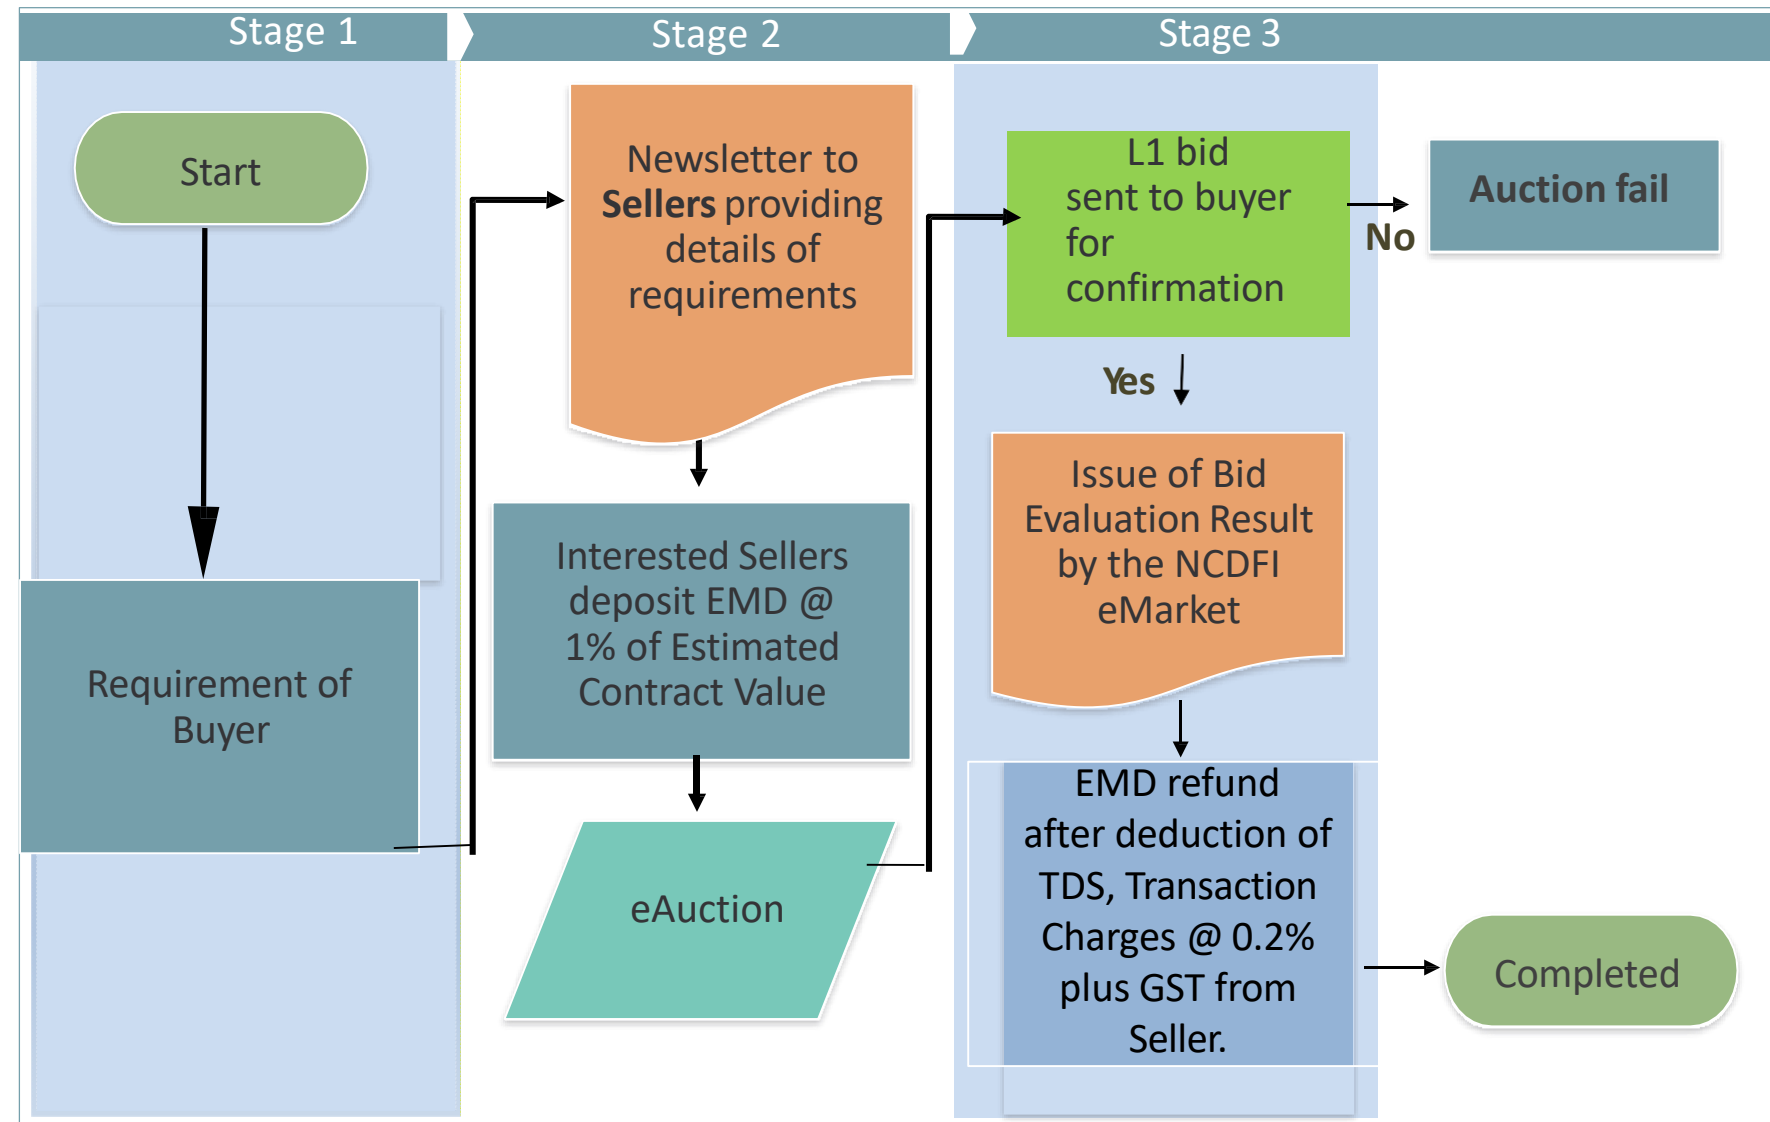 Stage 1
Stage 2
Stage 3
Start
Requirement of
Buyer
Newsletter to
Sellers providing
details of
requirements
Interested Sellers
deposit EMD @
1% of Estimated
Contract Value
eAuction
L1 bid
sent to buyer
for
confirmation
No
Auction fail
Yes
Issue of Bid
Evaluation Result
by the NCDFI
eMarket
EMD refund
after deduction of
TDS, Transaction
Charges @ 0.2%
plus GST from
Seller.
Completed